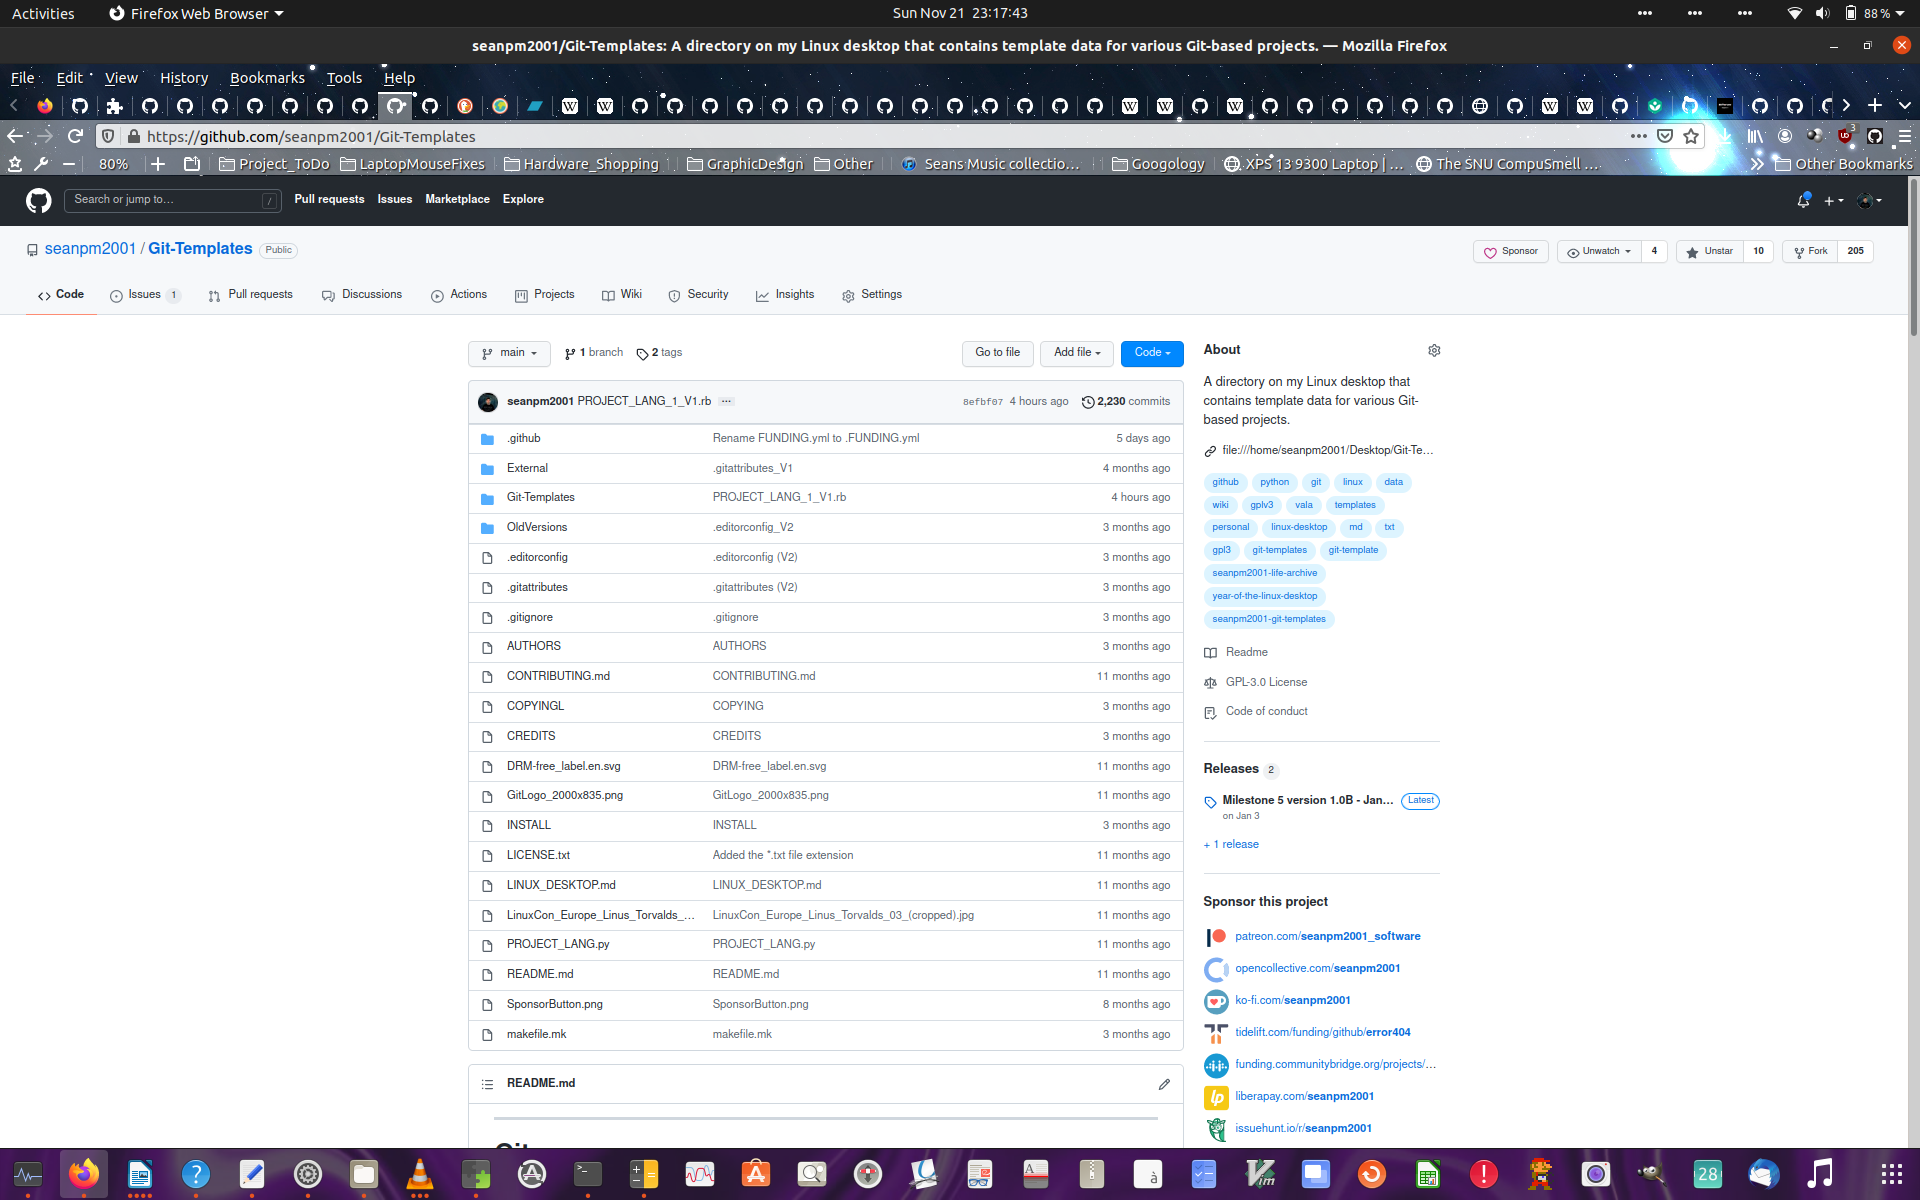 Activities Firefox Web Browser Sun Nov 21 23:17:43 88 %
seanpm2001/Git-Templates: A directory on my Linux desktop that contains template data for various Git-based projects. — Mozilla Firefox
File Edit View History Bookmarks Tools Help
https://github.com/seanpm2001/Git-Templates 3
80% Project_ToDo LaptopMouseFixes Hardware_Shopping GraphicDesign Other Seans Music collectio… Googology XPS 13 9300 Laptop | … The SNU CompuSmell … Other Bookmarks
Search or jump to… / Pull requests Issues Marketplace Explore
seanpm2001 / Git-Templates Public Sponsor Unwatch 4 Unstar 10 Fork 205
Code Issues 1 Pull requests Discussions Actions Projects Wiki Security Insights Settings
main 1 branch 2 tags Go to file Add file Code
seanpm2001 PROJECT_LANG_1_V1.rb … 8efbf07 4 hours ago 2,230 commits
.github Rename FUNDING.yml to .FUNDING.yml 5 days ago
External .gitattributes_V1 4 months ago
Git-Templates PROJECT_LANG_1_V1.rb 4 hours ago
OldVersions .editorconfig_V2 3 months ago
.editorconfig .editorconfig (V2) 3 months ago
.gitattributes .gitattributes (V2) 3 months ago
.gitignore .gitignore 3 months ago
AUTHORS AUTHORS 3 months ago
CONTRIBUTING.md CONTRIBUTING.md 11 months ago
COPYINGL COPYING 3 months ago
CREDITS CREDITS 3 months ago
DRM-free_label.en.svg DRM-free_label.en.svg 11 months ago
GitLogo_2000x835.png GitLogo_2000x835.png 11 months ago
INSTALL INSTALL 3 months ago
LICENSE.txt Added the *.txt file extension 11 months ago
LINUX_DESKTOP.md LINUX_DESKTOP.md 11 months ago
LinuxCon_Europe_Linus_Torvalds_… LinuxCon_Europe_Linus_Torvalds_03_(cropped).jpg 11 months ago
PROJECT_LANG.py PROJECT_LANG.py 11 months ago
README.md README.md 11 months ago
SponsorButton.png SponsorButton.png 8 months ago
makefile.mk makefile.mk 3 months ago
README.md
About
A directory on my Linux desktop that
contains template data for various Git-
based projects.
file:///home/seanpm2001/Desktop/Git-Te…
github python git linux data
wiki gplv3 vala templates
personal linux-desktop md txt
gpl3 git-templates git-template
seanpm2001-life-archive
year-of-the-linux-desktop
seanpm2001-git-templates
Readme
GPL-3.0 License
Code of conduct
Releases 2
Milestone 5 version 1.0B - Jan… Latest
on Jan 3
+ 1 release
Sponsor this project
patreon.com/seanpm2001_software
opencollective.com/seanpm2001
ko-fi.com/seanpm2001
tidelift.com/funding/github/error404
funding.communitybridge.org/projects/…
liberapay.com/seanpm2001
issuehunt.io/r/seanpm2001
28